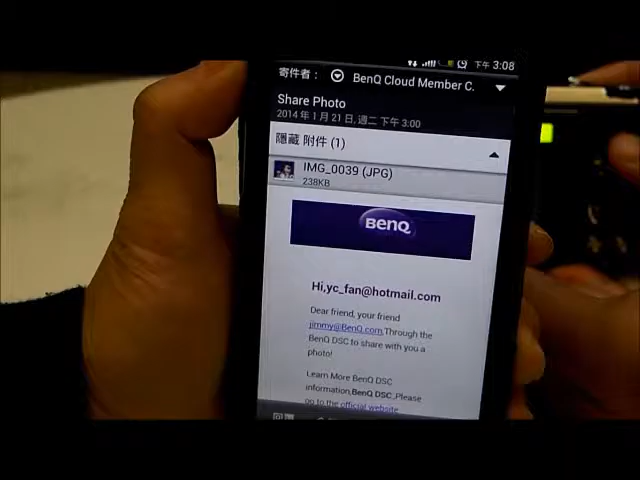 下午 3:08
寄件者： BenQ Cloud Member C.
Share Photo
2014 年 1 月 21 日, 週二 下午 3:00
隱藏 附件 (1)
IMG_0039 (JPG)
238KB
BenQ
Hi,yc_fan@hotmail.com
Dear friend, your friend
jimmy@BenQ.com,Through the
BenQ DSC to share with you a
photo!
Learn More BenQ DSC
information,BenQ DSC,Please
go to the official website